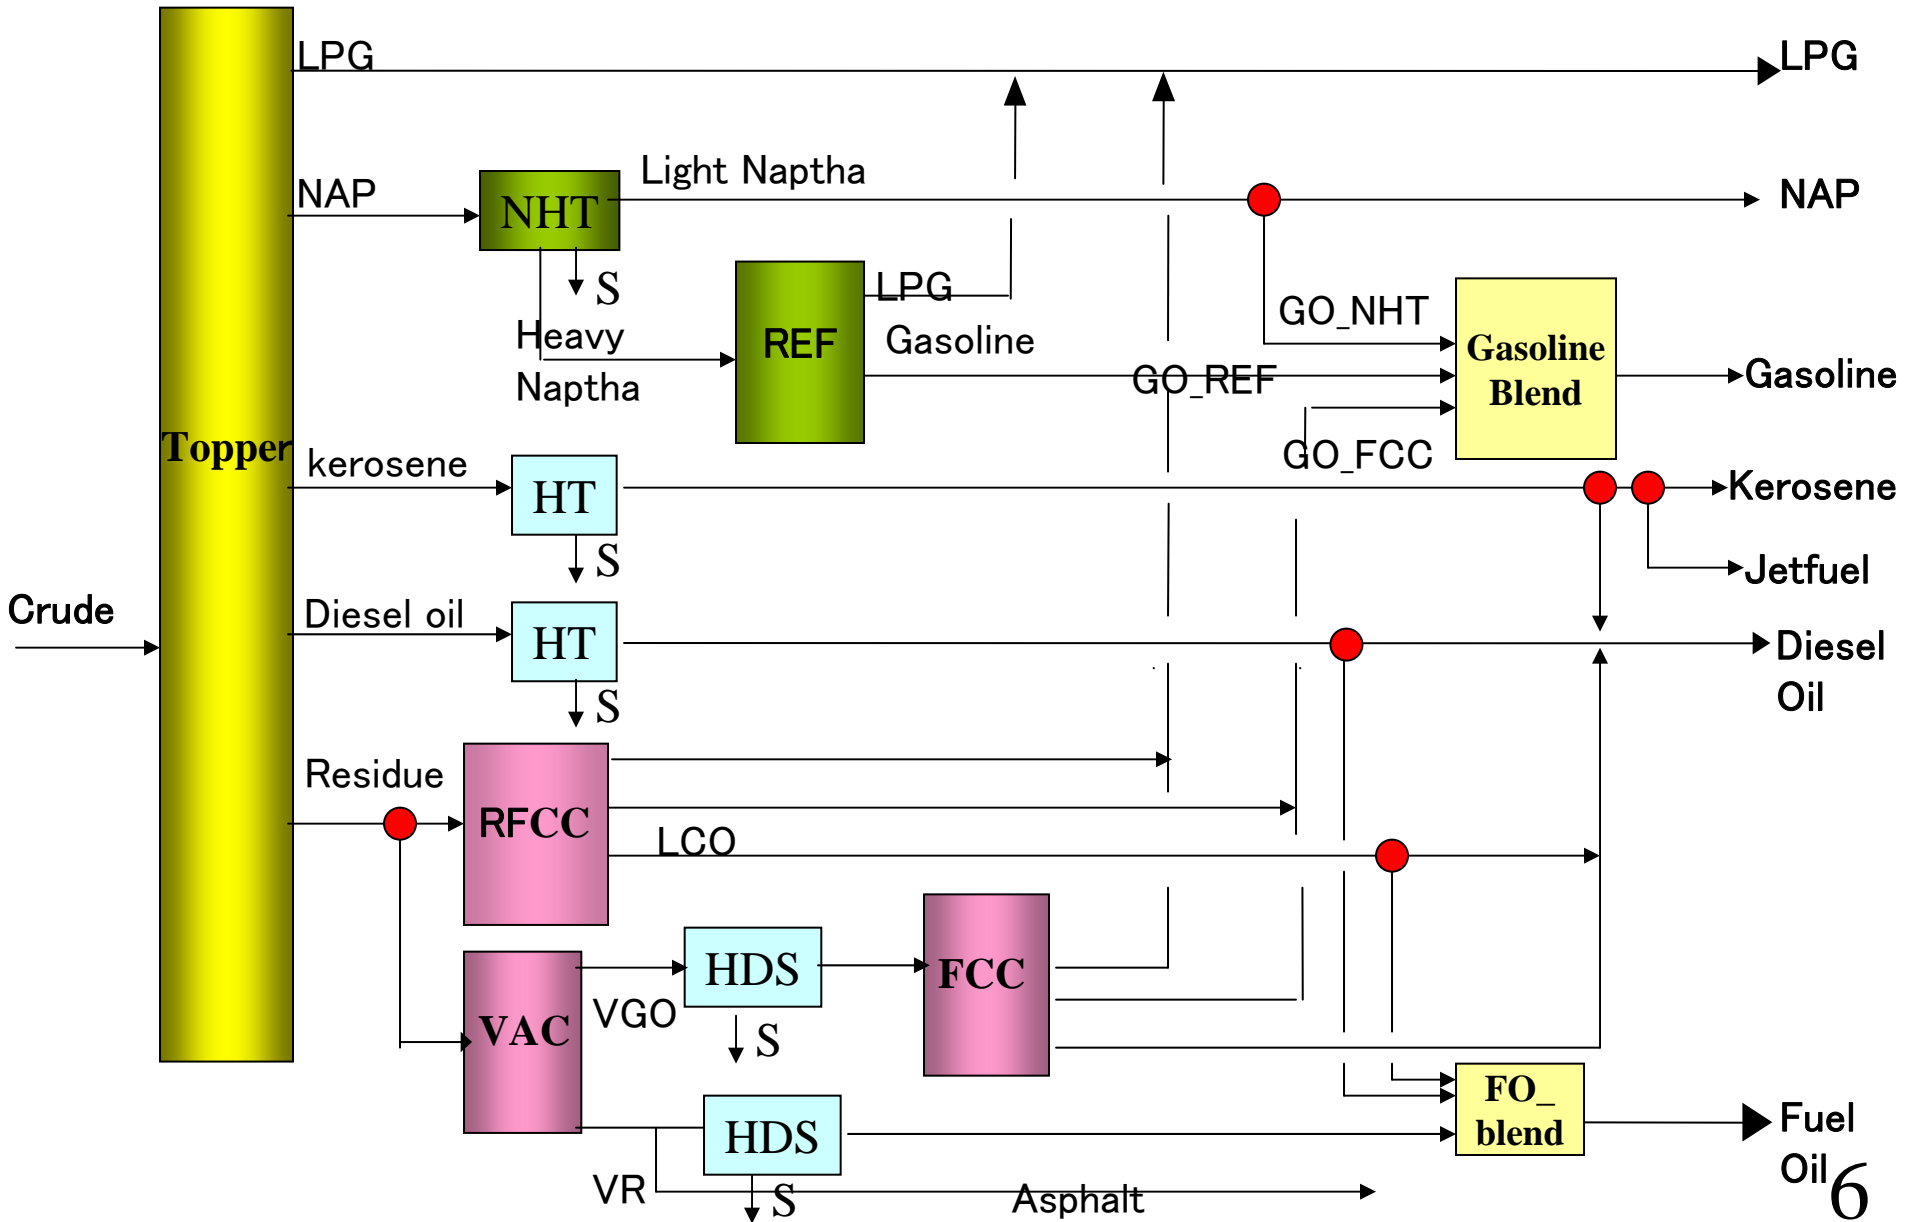 LPG
LPG
Light Naptha
NAP
NAP
NHT
S
LPG
GO_NHT
Heavy
Naptha
REF
Gasoline
Gasoline
Blend
GO_REF
Gasoline
GO_FCC
Topper
kerosene
HT
Kerosene
S
Jetfuel
Crude
Diesel oil
HT
Diesel
Oil
S
Residue
RFCC
LCO
VGO
HDS
FCC
VAC
S
FO_
blend
Fuel
Oil
HDS
VR
S
Asphalt
6